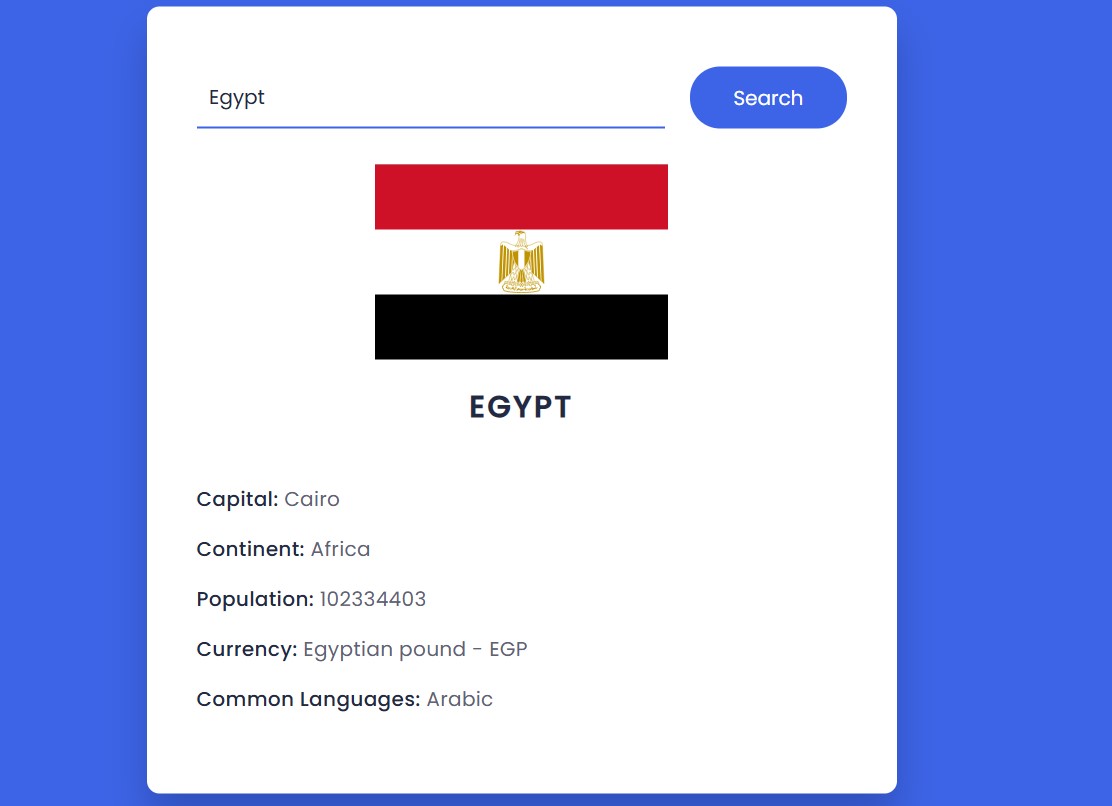 Egypt
Search
EGYPT
Capital: Cairo
Continent: Africa
Population: 102334403
Currency: Egyptian pound - EGP
Common Languages: Arabic